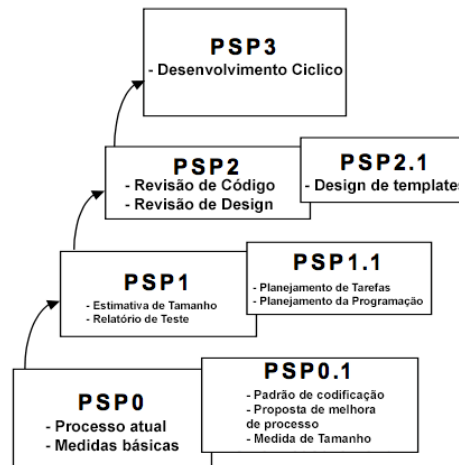 PSP3
- Desenvolvimento Ciclico
PSP2
- Revisão de Código
- Revisão de Design
PSP2.1
- Design de templates
PSP1
- Estimativa de Tamanho
- Relatório de Teste
PSP1.1
- Planejamento de Tarefas
- Planejamento da Programação
PSP0
- Processo atual
- Medidas básicas
PSP0.1
- Padrão de codificação
- Proposta de melhora
de processo
- Medida de Tamanho